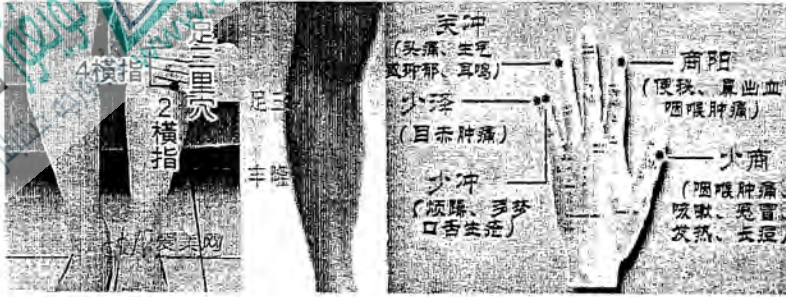 足三里穴
4横指
2横指
足三
丰隆
关冲
(头痛、生气
耳鸣)
商阳
(便秘、鼻出血
咽喉肿痛)
少泽
(目赤肿痛)
少商
(咽喉肿痛、
咳嗽、感冒、
发热、长痘)
少冲
(烦躁、多梦
口舌生疮)